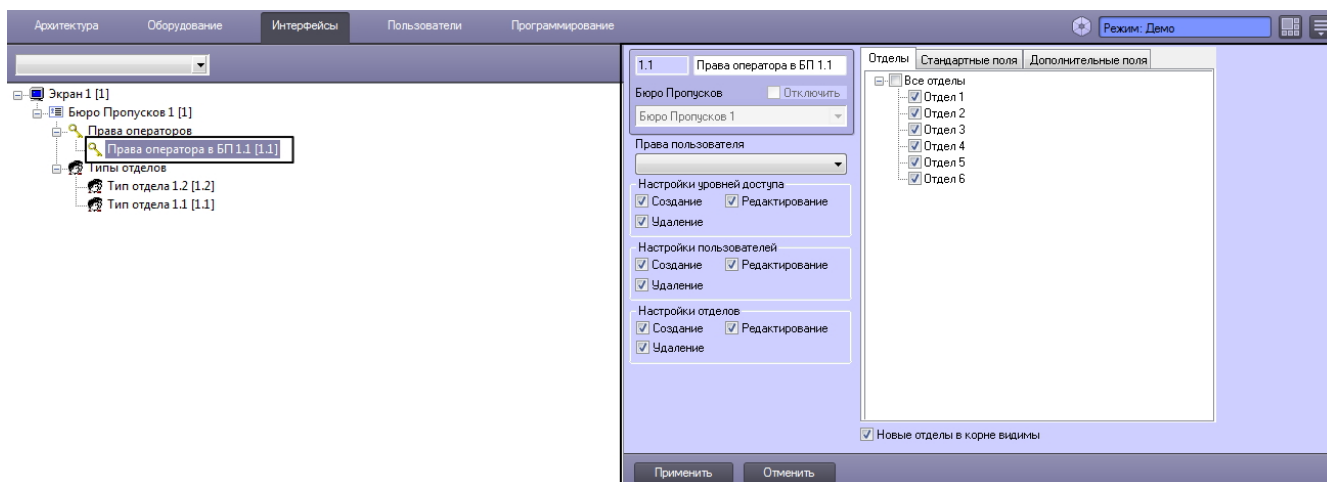 Архитектура Оборудование Интерфейсы Пользователи Программирование Режим: Демо
Экран 1 [1]
Бюро Пропусков 1 [1]
Права операторов
Права оператора в БП 1.1 [1.1]
Типы отделов
Тип отдела 1.2 [1.2]
Тип отдела 1.1 [1.1]
1.1 Права оператора в БП 1.1
Бюро Пропусков Отключить
Бюро Пропусков 1
Права пользователя
Настройки уровней доступа
Создание Редактирование
Удаление
Настройки пользователей
Создание Редактирование
Удаление
Настройки отделов
Создание Редактирование
Удаление
Отделы Стандартные поля Дополнительные поля
Все отделы
Отдел 1
Отдел 2
Отдел 3
Отдел 4
Отдел 5
Отдел 6
Новые отделы в корне видимы
Применить Отменить